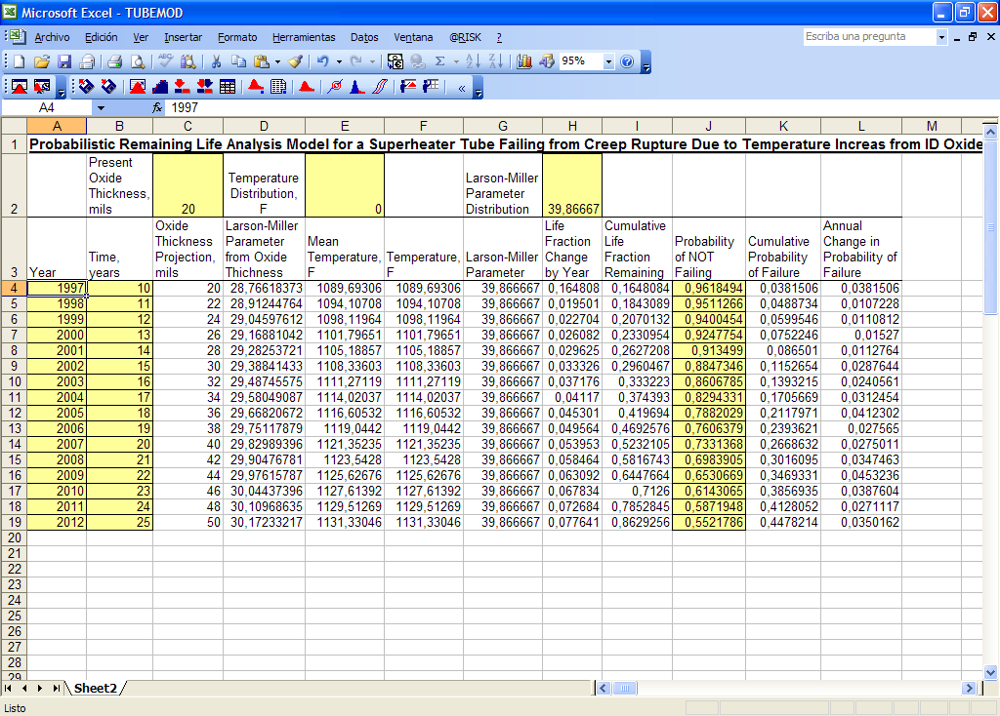 Microsoft Excel - TUBEMOD
Archivo Edición Ver Insertar Formato Herramientas Datos Ventana @RISK ?
Escriba una pregunta
95%
A4 fx 1997
A B C D E F G H I J K L M
1 Probabilistic Remaining Life Analysis Model for a Superheater Tube Failing from Creep Rupture Due to Temperature Increas from ID Oxide
2 Present Oxide Thickness, mils 20 Temperature Distribution, F 0 Larson-Miller Parameter Distribution 39,86667
3 Year Time, years Oxide Thickness Projection, mils Larson-Miller Parameter from Oxide Thichness Mean Temperature, F Temperature, F Larson-Miller Parameter Life Fraction Change by Year Cumulative Life Fraction Remaining Probability of NOT Failing Cumulative Probability of Failure Annual Change in Probability of Failure
4 1997 10 20 28,76618373 1089,69306 1089,69306 39,866667 0,164808 0,1648084 0,9618494 0,0381506 0,0381506
5 1998 11 22 28,91244764 1094,10708 1094,10708 39,866667 0,019501 0,1843089 0,9511266 0,0488734 0,0107228
6 1999 12 24 29,04597612 1098,11964 1098,11964 39,866667 0,022704 0,2070132 0,9400454 0,0599546 0,0110812
7 2000 13 26 29,16881042 1101,79651 1101,79651 39,866667 0,026082 0,2330954 0,9247754 0,0752246 0,01527
8 2001 14 28 29,28253721 1105,18857 1105,18857 39,866667 0,029625 0,2627208 0,913499 0,086501 0,0112764
9 2002 15 30 29,38841433 1108,33603 1108,33603 39,866667 0,033326 0,2960467 0,8847346 0,1152654 0,0287644
10 2003 16 32 29,48745575 1111,27119 1111,27119 39,866667 0,037176 0,333223 0,8606785 0,1393215 0,0240561
11 2004 17 34 29,58049087 1114,02037 1114,02037 39,866667 0,04117 0,374393 0,8294331 0,1705669 0,0312454
12 2005 18 36 29,66820672 1116,60532 1116,60532 39,866667 0,045301 0,419694 0,7882029 0,2117971 0,0412302
13 2006 19 38 29,75117879 1119,0442 1119,0442 39,866667 0,049564 0,4692576 0,7606379 0,2393621 0,027565
14 2007 20 40 29,82989396 1121,35235 1121,35235 39,866667 0,053953 0,5232105 0,7331368 0,2668632 0,0275011
15 2008 21 42 29,90476781 1123,5428 1123,5428 39,866667 0,058464 0,5816743 0,6983905 0,3016095 0,0347463
16 2009 22 44 29,97615787 1125,62676 1125,62676 39,866667 0,063092 0,6447664 0,6530669 0,3469331 0,0453236
17 2010 23 46 30,04437396 1127,61392 1127,61392 39,866667 0,067834 0,7126 0,6143065 0,3856935 0,0387604
18 2011 24 48 30,10968635 1129,51269 1129,51269 39,866667 0,072684 0,7852845 0,5871948 0,4128052 0,0271117
19 2012 25 50 30,17233217 1131,33046 1131,33046 39,866667 0,077641 0,8629256 0,5521786 0,4478214 0,0350162
20
21
22
23
24
25
26
27
28
29
Sheet2
Listo